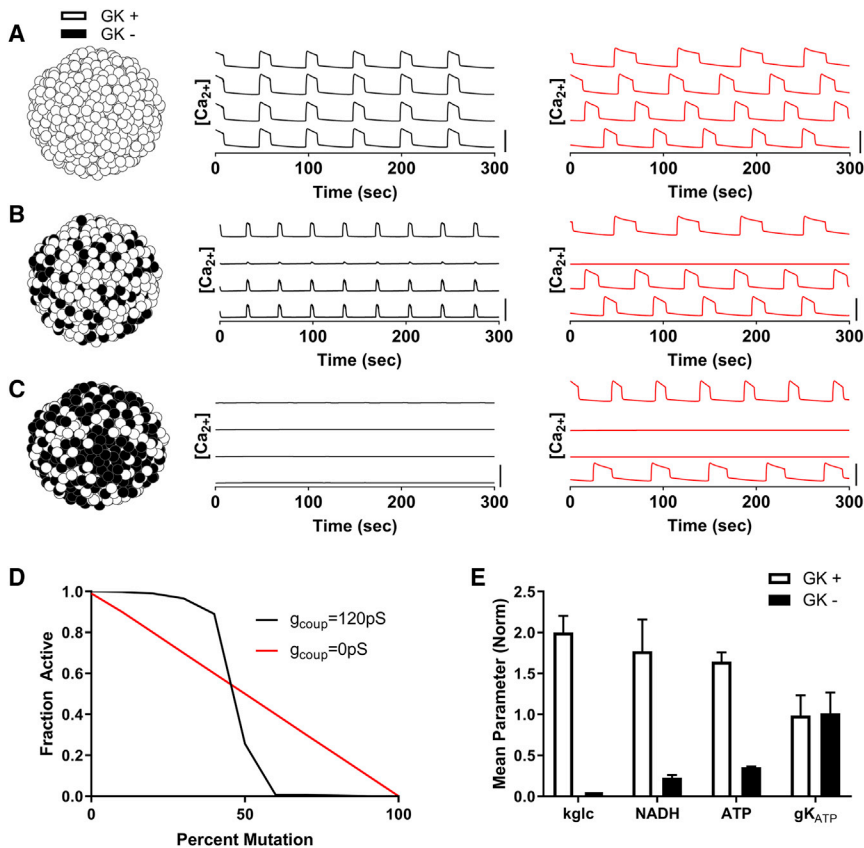 GK +
GK -
A
[Ca2+]
0 100 200 300
Time (sec)
[Ca2+]
0 100 200 300
Time (sec)
B
[Ca2+]
0 100 200 300
Time (sec)
[Ca2+]
0 100 200 300
Time (sec)
C
[Ca2+]
0 100 200 300
Time (sec)
[Ca2+]
0 100 200 300
Time (sec)
D
Fraction Active
1.0
0.8
0.6
0.4
0.2
0.0
0 50 100
Percent Mutation
gcoup=120pS
gcoup=0pS
E
GK +
GK -
Mean Parameter (Norm)
2.5
2.0
1.5
1.0
0.5
0.0
kglc NADH ATP gKATP